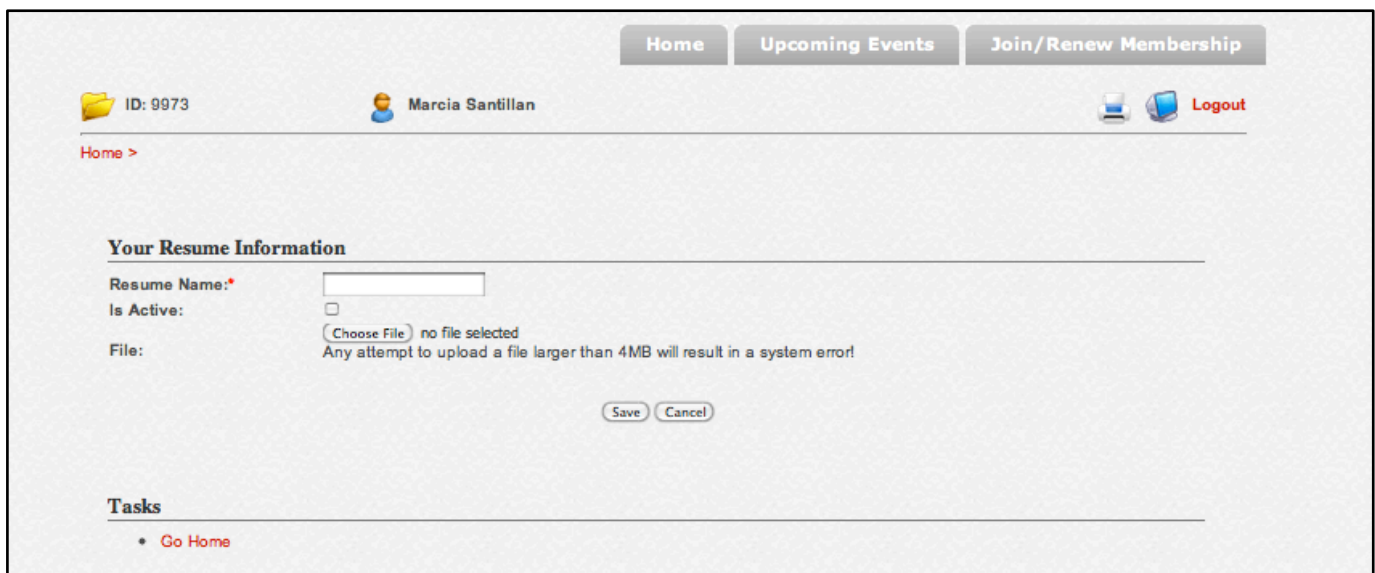 Home Upcoming Events Join/Renew Membership
ID: 9973 Marcia Santillan Logout
Home >
Your Resume Information
Resume Name:*
Is Active:
Choose File no file selected
File: Any attempt to upload a file larger than 4MB will result in a system error!
Save Cancel
Tasks
• Go Home